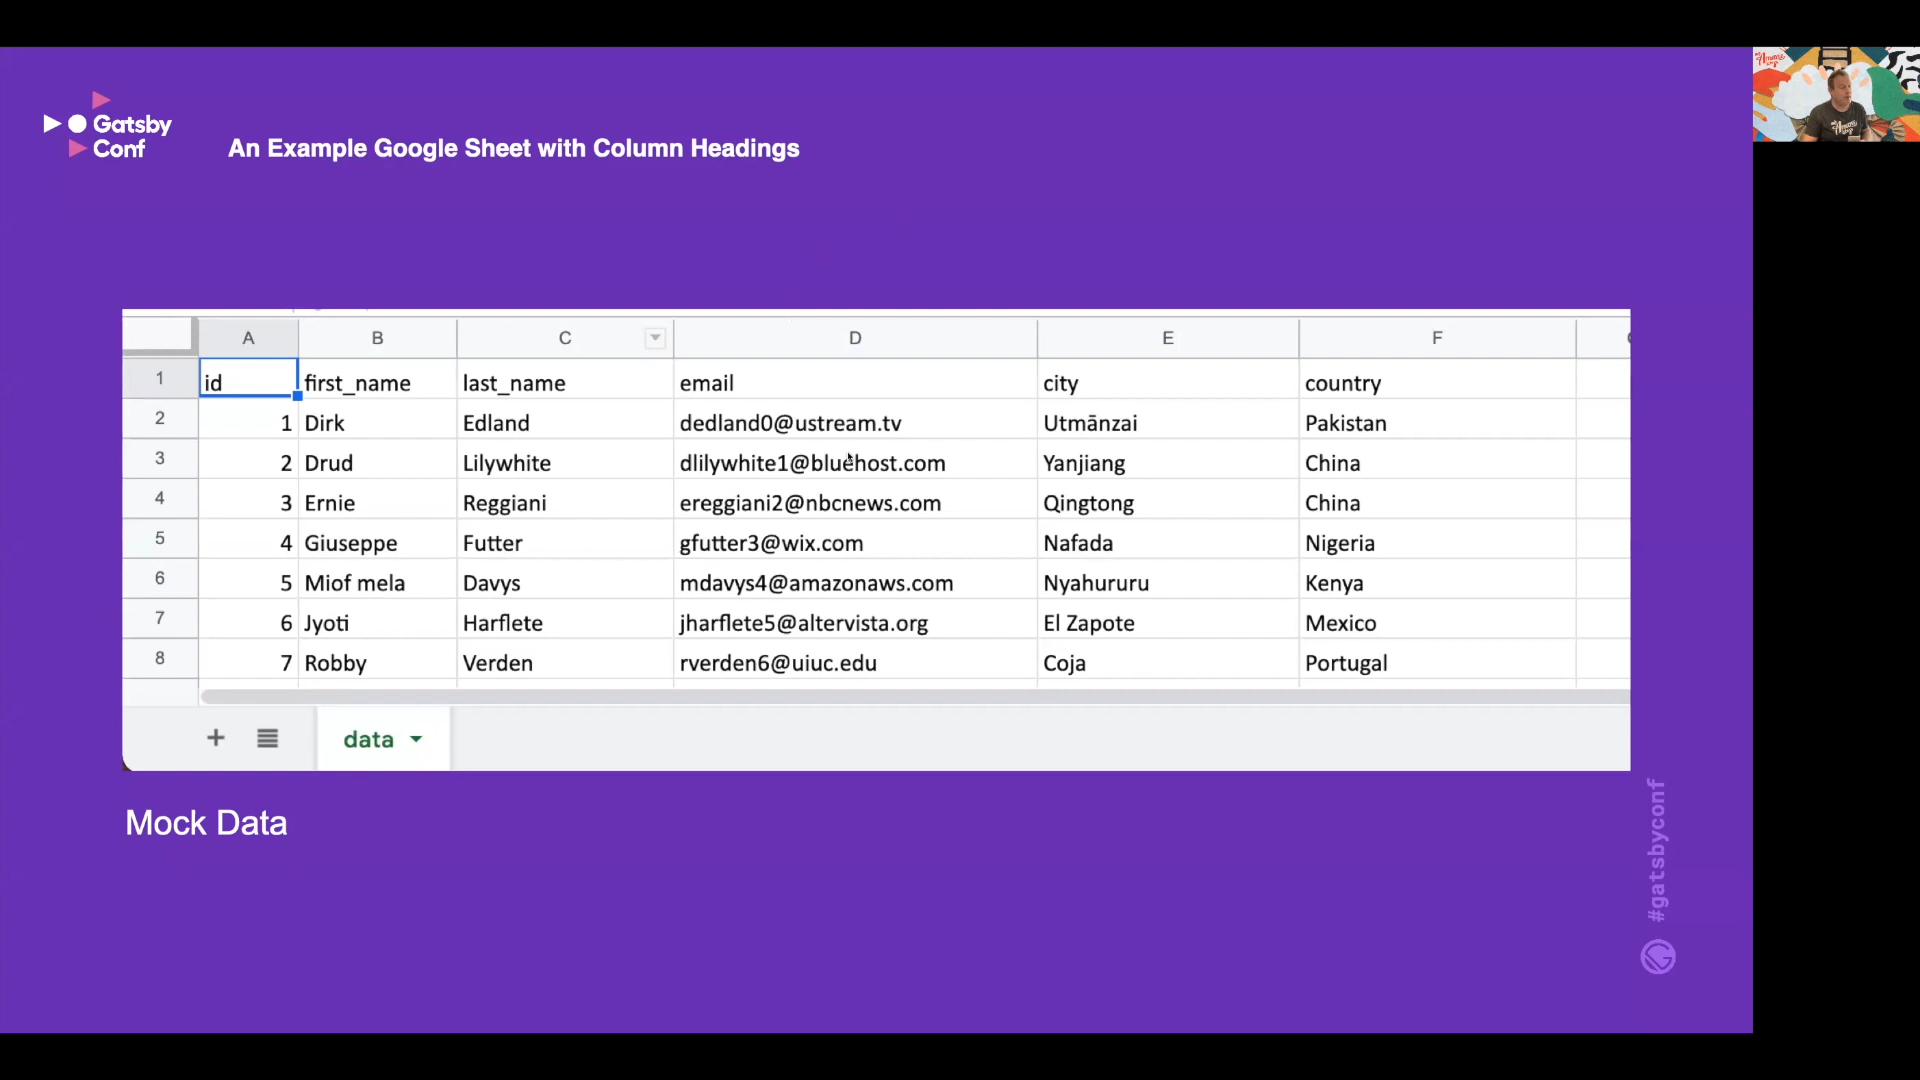 Gatsby
Conf
An Example Google Sheet with Column Headings
A B C D E F
1 id first_name last_name email city country
2 1 Dirk Edland dedland0@ustream.tv Utmānzai Pakistan
3 2 Drud Lilywhite dlilywhite1@bluehost.com Yanjiang China
4 3 Ernie Reggiani ereggiani2@nbcnews.com Qingtong China
5 4 Giuseppe Futter gfutter3@wix.com Nafada Nigeria
6 5 Miof mela Davys mdavys4@amazonaws.com Nyahururu Kenya
7 6 Jyoti Harflete jharflete5@altervista.org El Zapote Mexico
8 7 Robby Verden rverden6@uiuc.edu Coja Portugal
data
Mock Data
#gatsbyconf